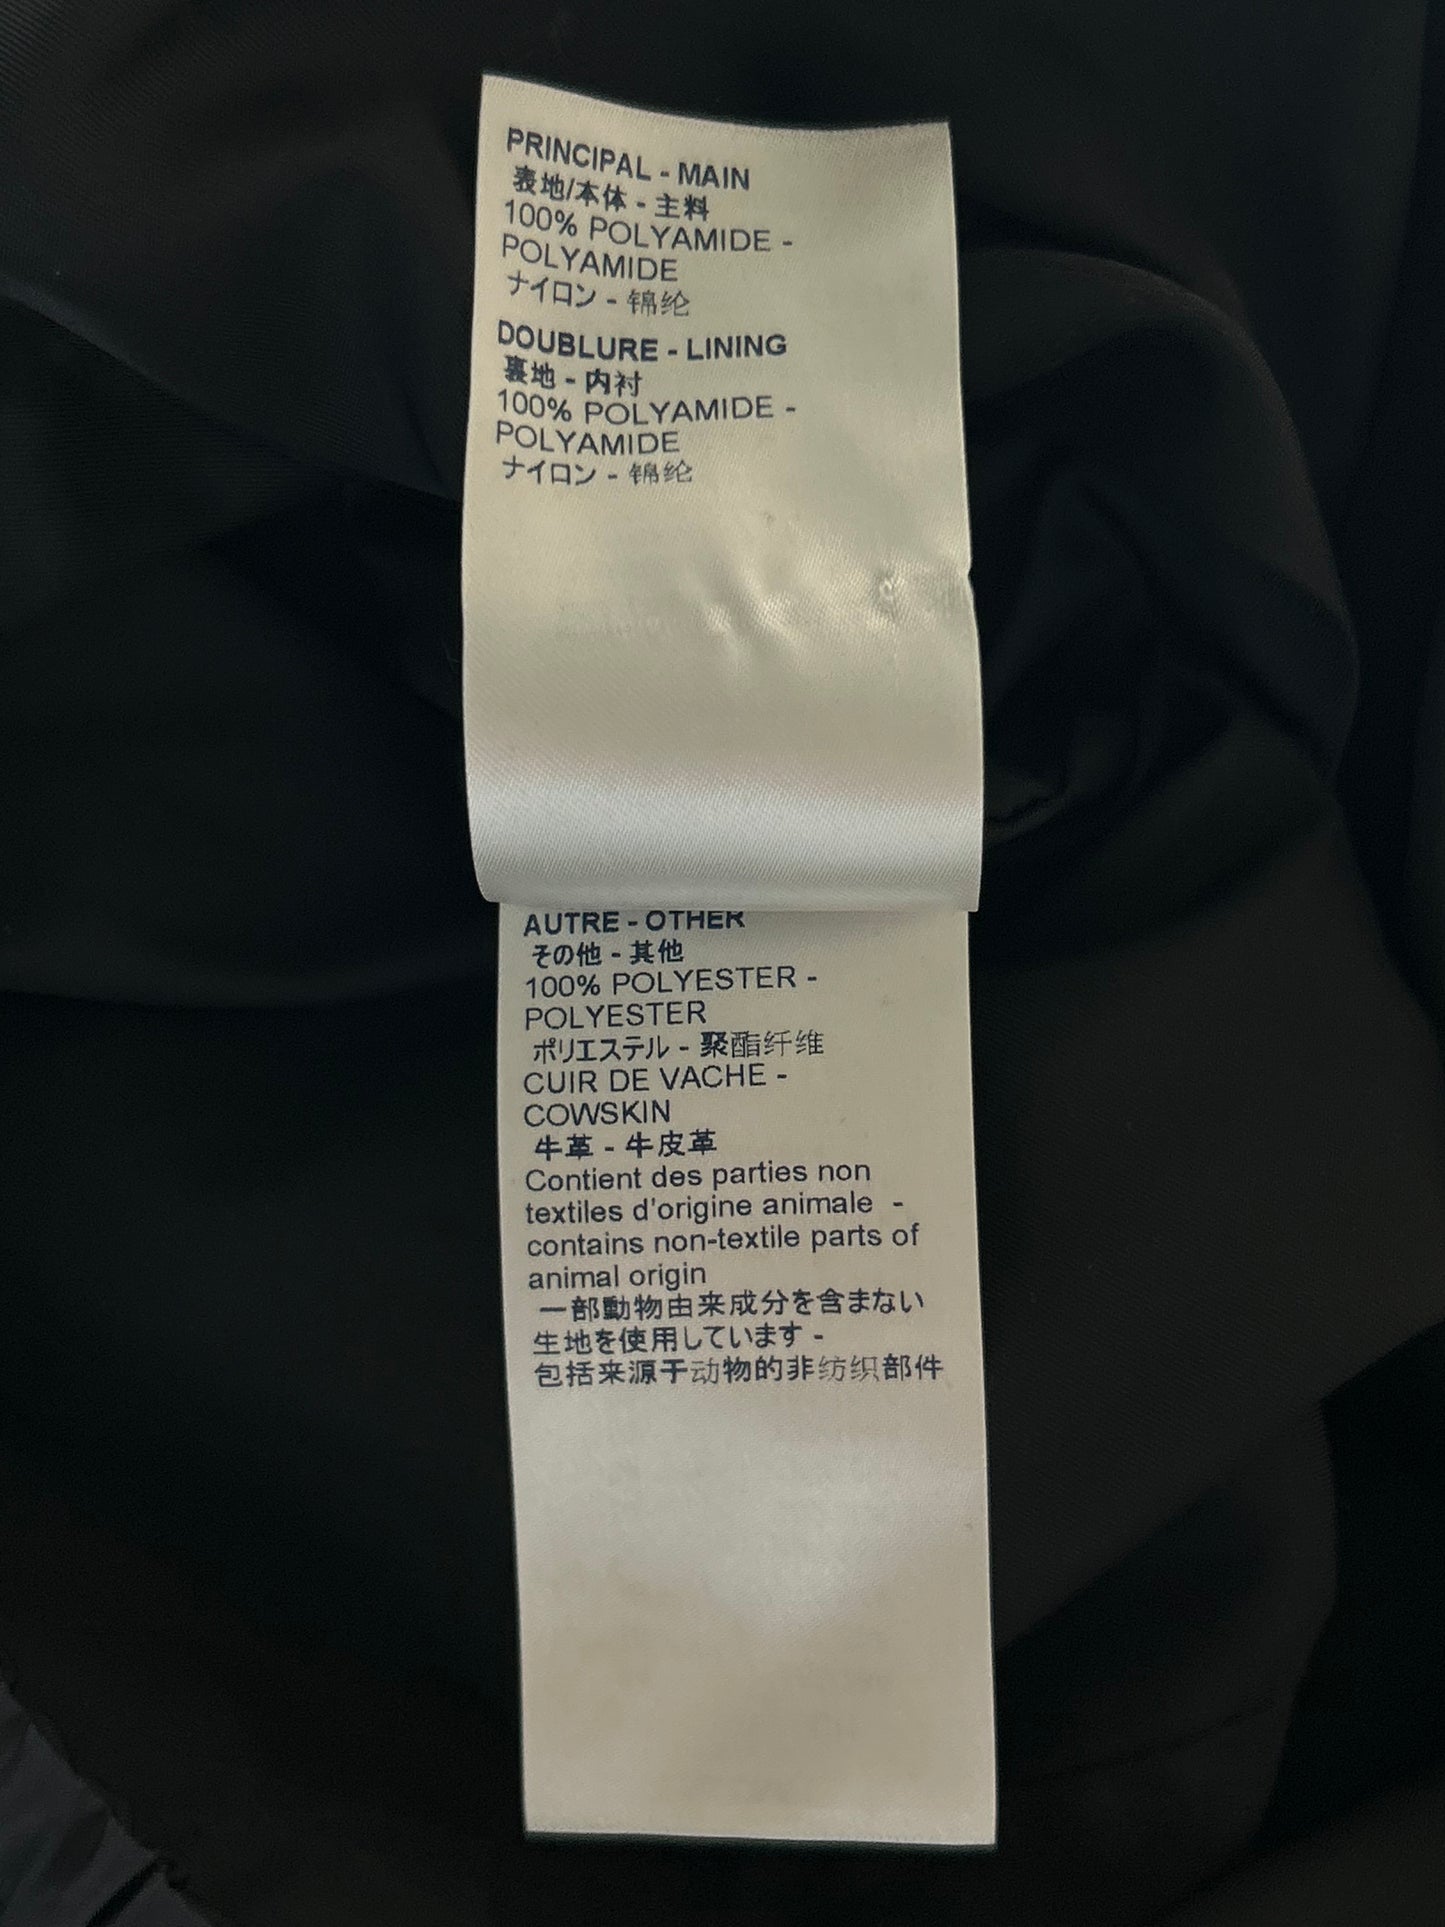 PRINCIPAL - MAIN
表地/本体 - 主料
100% POLYAMIDE -
POLYAMIDE
ナイロン - 锦纶
DOUBLURE - LINING
裏地 - 内衬
100% POLYAMIDE -
POLYAMIDE
ナイロン - 锦纶
AUTRE - OTHER
その他 - 其他
100% POLYESTER -
POLYESTER
ポリエステル - 聚酯纤维
CUIR DE VACHE -
COWSKIN
牛革 - 牛皮革
Contient des parties non
textiles d'origine animale -
contains non-textile parts of
animal origin
一部動物由来成分を含まない
生地を使用しています -
包括来源于动物的非纺织部件